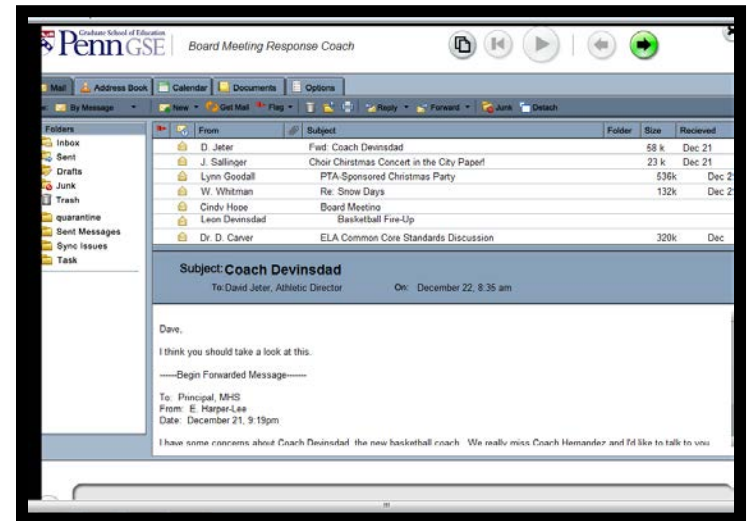 Graduate School of Education
Penn GSE
Board Meeting Response Coach
Mail Address Book Calendar Documents Options
By Message New Get Mail Flag Reply Forward Junk Detach
Folders
Inbox
Sent
Drafts
Junk
Trash
quarantine
Sent Messages
Sync Issues
Task
From Subject Folder Size Recieved
D. Jeter Fwd: Coach Devinsdad 58 k Dec 21
J. Sallinger Choir Chirstmas Concert in the City Paper! 23 k Dec 21
Lynn Goodall PTA-Sponsored Christmas Party 536k Dec 2
W. Whitman Re: Snow Days 132k Dec 2
Cindy Hope Board Meeting
Leon Devinsdad Basketball Fire-Up
Dr. D. Carver ELA Common Core Standards Discussion 320k Dec
Subject: Coach Devinsdad
To: David Jeter, Athletic Director On: December 22, 8:35 am
Dave,
I think you should take a look at this.
------Begin Forwarded Message-------
To: Principal, MHS
From: E. Harper-Lee
Date: December 21, 9:19pm
I have some concerns about Coach Devinsdad, the new basketball coach. We really miss Coach Hernandez and I'd like to talk to you